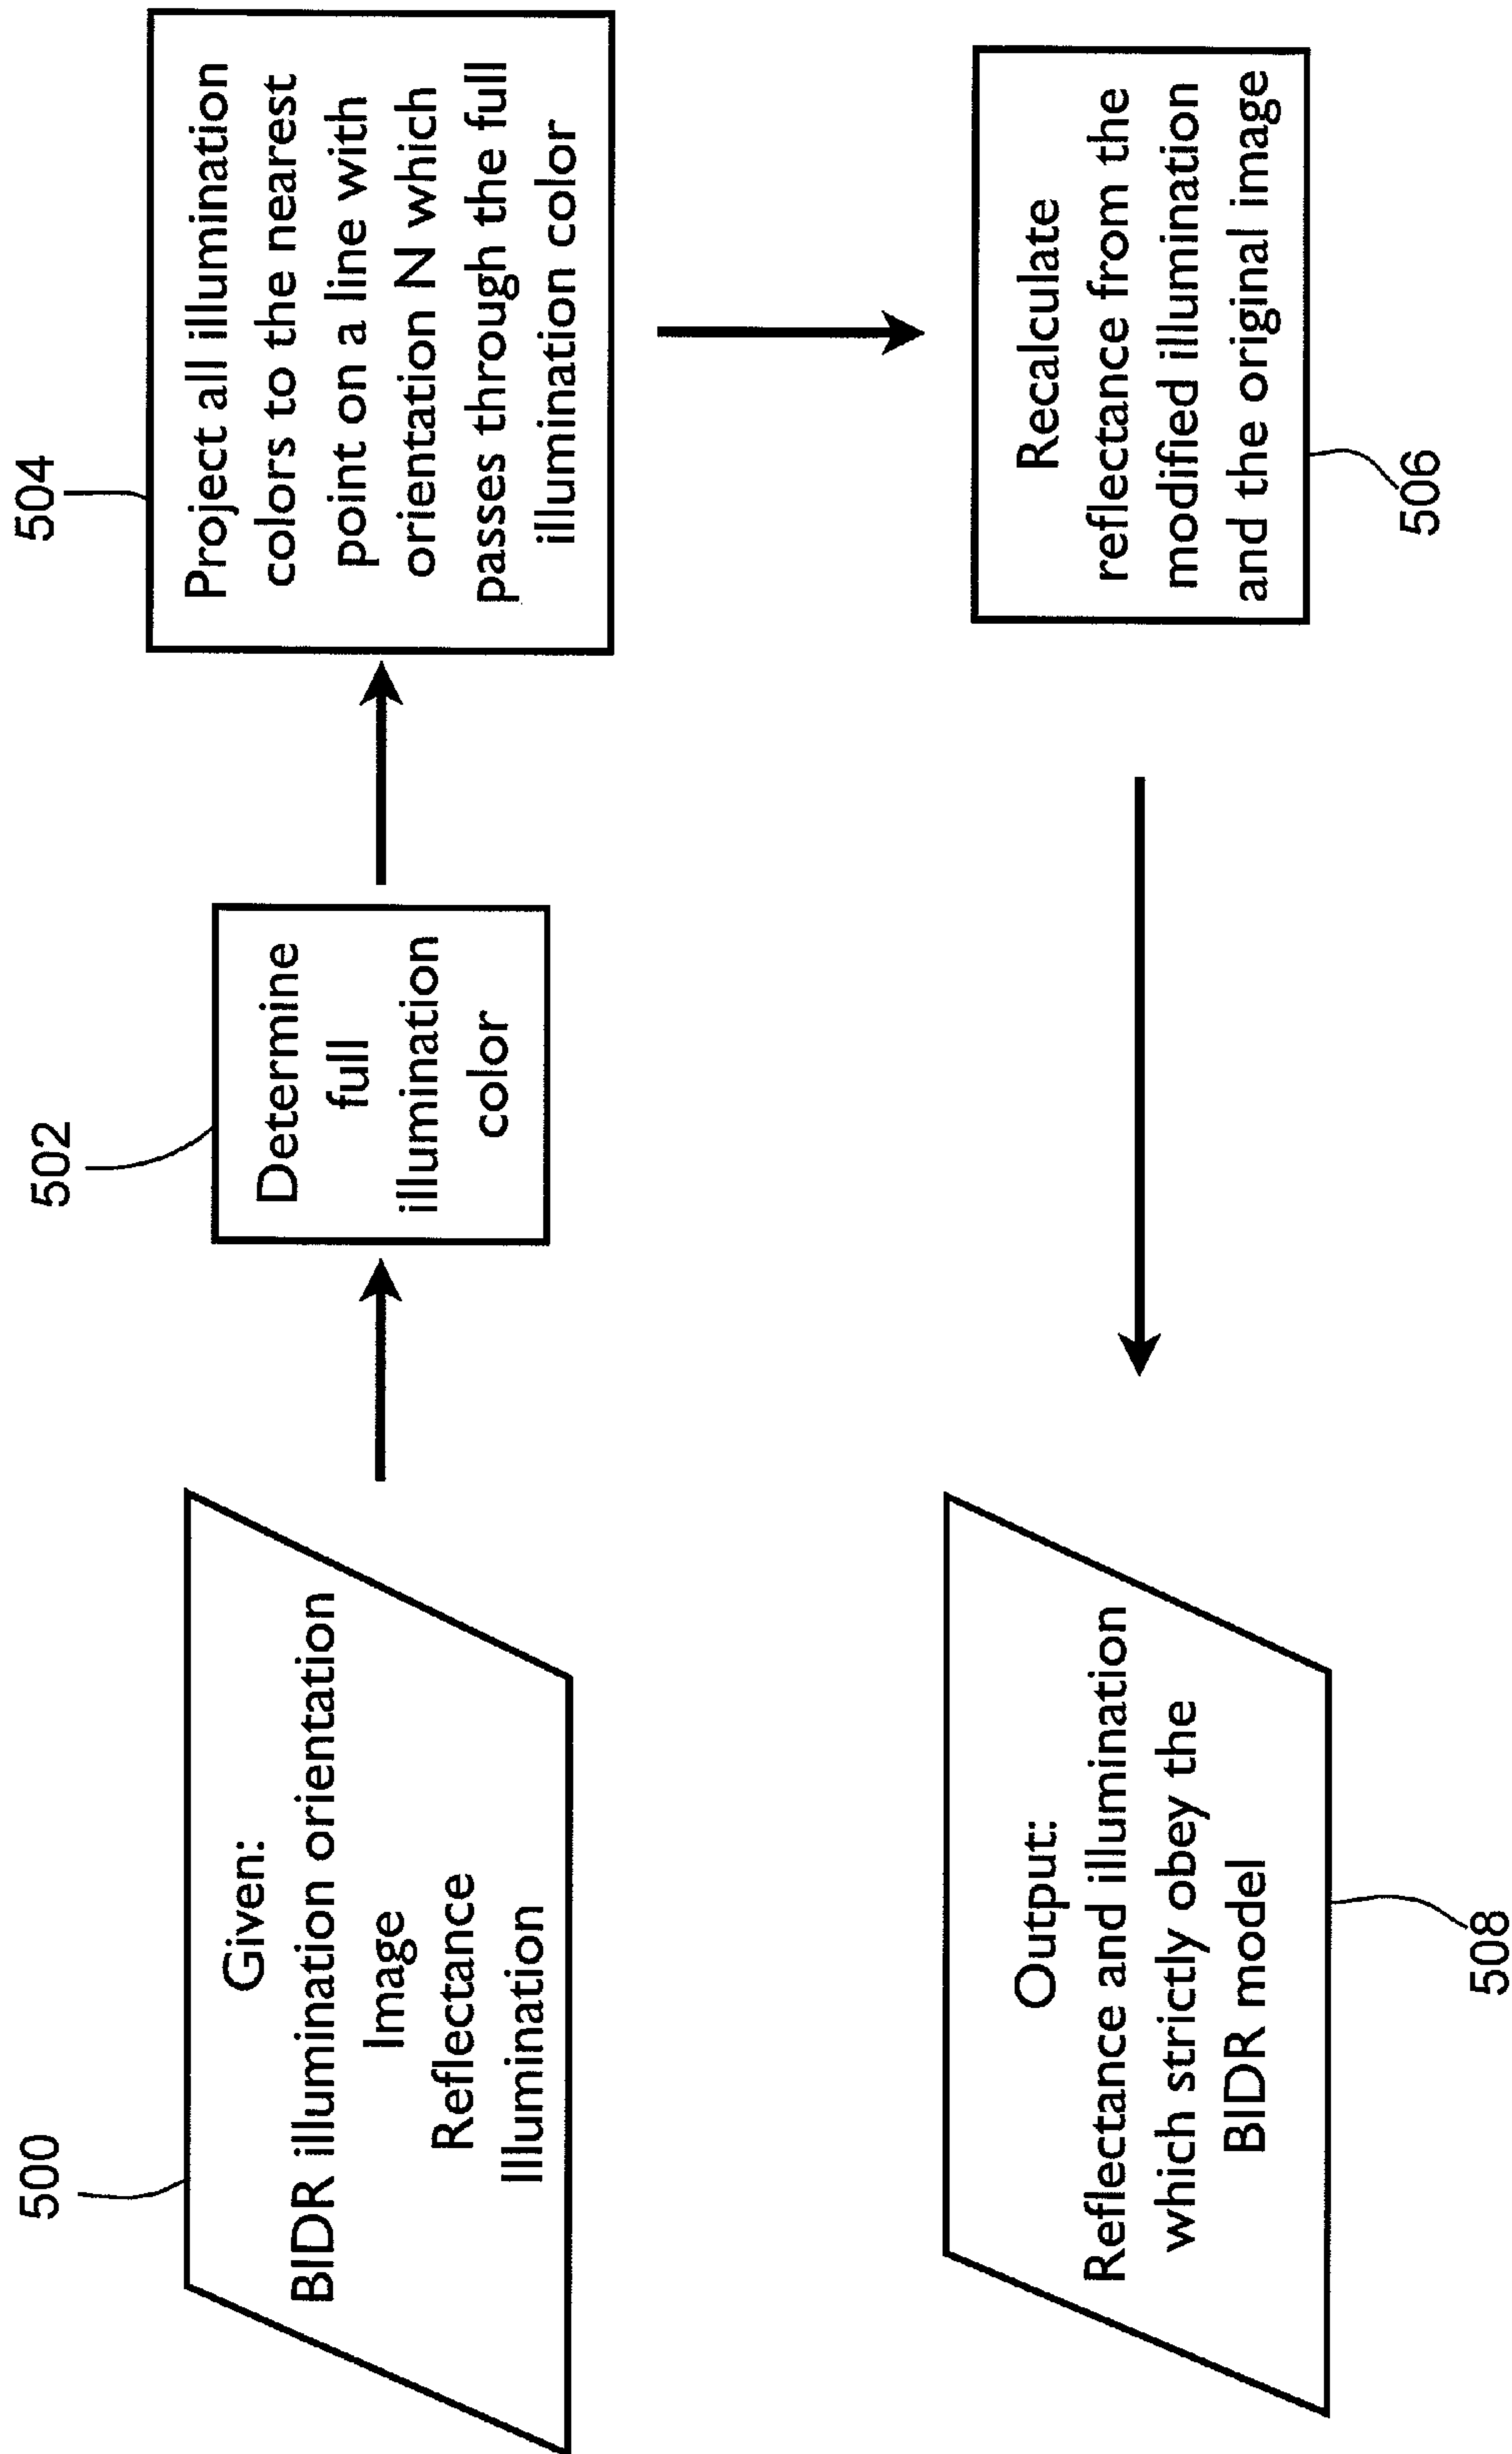 500
Given:
BIDR illumination orientation
Image
Reflectance
Illumination
502
Determine
full
illumination
color
504
Project all illumination
colors to the nearest
point on a line with
orientation N which
passes through the full
illumination color
Recalculate
reflectance from the
modified illumination
and the original image
506
Output:
Reflectance and illumination
which strictly obey the
BIDR model
508